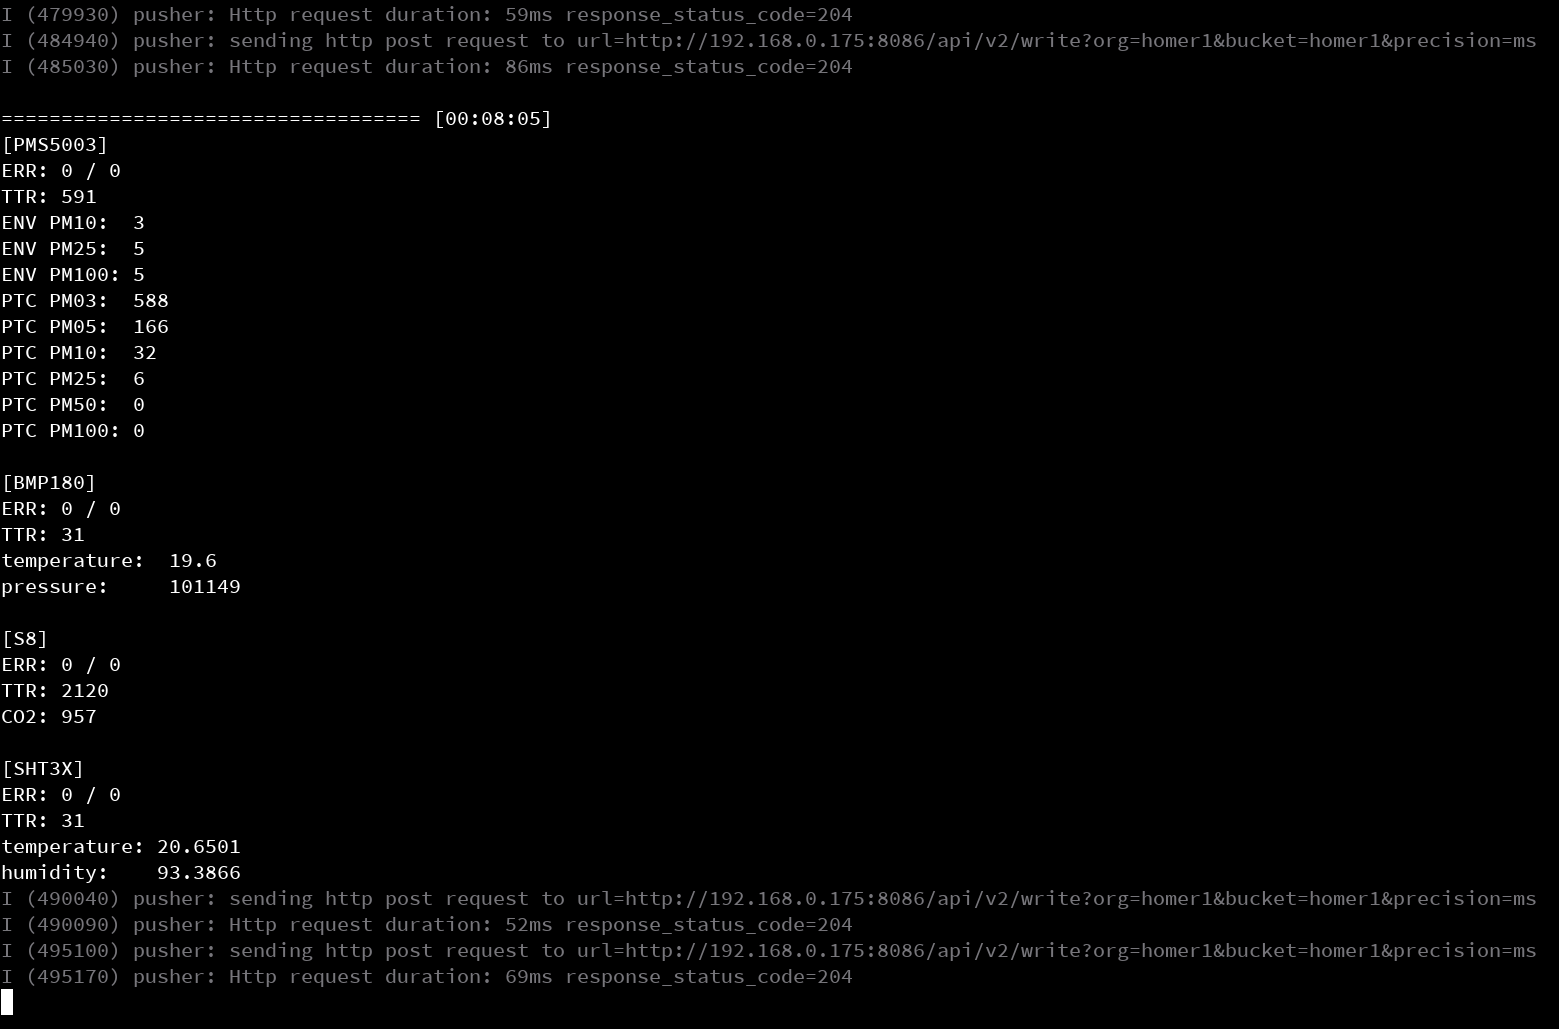 I (479930) pusher: Http request duration: 59ms response_status_code=204
I (484940) pusher: sending http post request to url=http://192.168.0.175:8086/api/v2/write?org=homer1&bucket=homer1&precision=ms
I (485030) pusher: Http request duration: 86ms response_status_code=204
=================================== [00:08:05]
[PMS5003]
ERR: 0 / 0
TTR: 591
ENV PM10:  3
ENV PM25:  5
ENV PM100: 5
PTC PM03:  588
PTC PM05:  166
PTC PM10:  32
PTC PM25:  6
PTC PM50:  0
PTC PM100: 0
[BMP180]
ERR: 0 / 0
TTR: 31
temperature:  19.6
pressure:     101149
[S8]
ERR: 0 / 0
TTR: 2120
CO2: 957
[SHT3X]
ERR: 0 / 0
TTR: 31
temperature: 20.6501
humidity:    93.3866
I (490040) pusher: sending http post request to url=http://192.168.0.175:8086/api/v2/write?org=homer1&bucket=homer1&precision=ms
I (490090) pusher: Http request duration: 52ms response_status_code=204
I (495100) pusher: sending http post request to url=http://192.168.0.175:8086/api/v2/write?org=homer1&bucket=homer1&precision=ms
I (495170) pusher: Http request duration: 69ms response_status_code=204